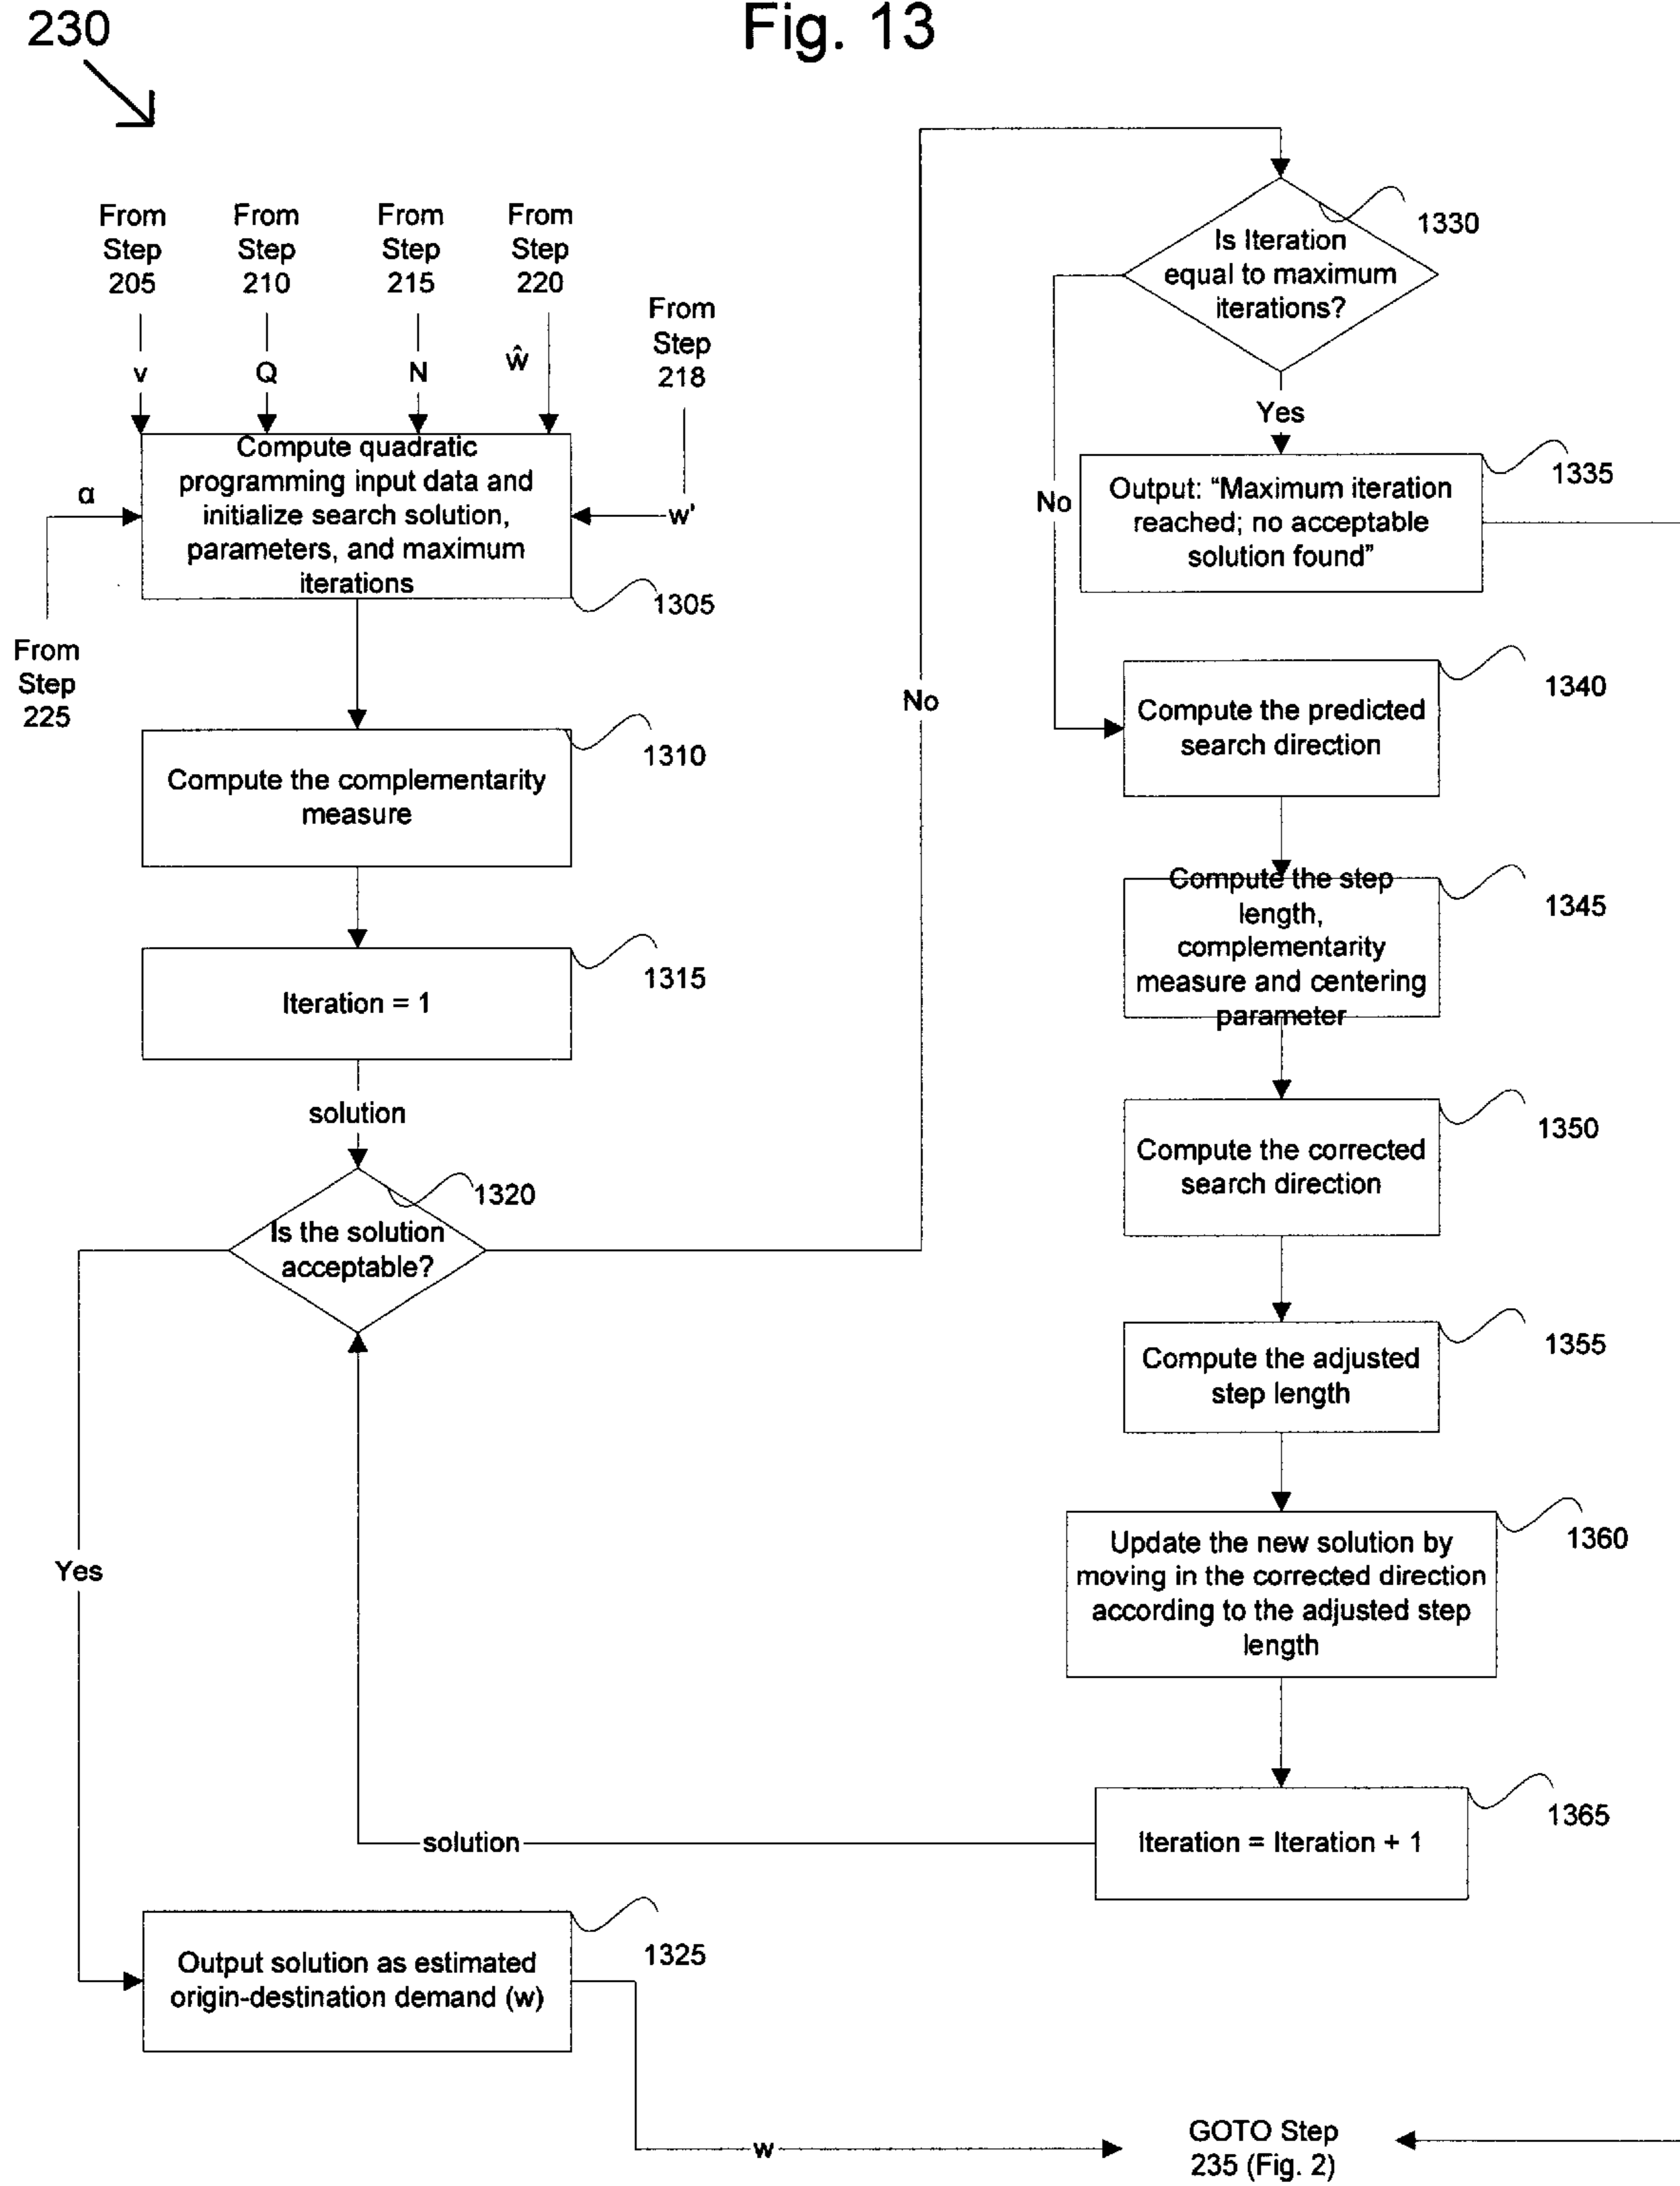 230
Fig. 13
From
Step
205
From
Step
210
From
Step
215
From
Step
220
From
Step
218
v
Q
N
ŵ
α
w'
Compute quadratic
programming input data and
initialize search solution,
parameters, and maximum
iterations
1305
From
Step
225
Compute the complementarity
measure
1310
Iteration = 1
1315
solution
Is the solution
acceptable?
1320
Yes
No
Output solution as estimated
origin-destination demand (w)
1325
w
Is Iteration
equal to maximum
iterations?
1330
Yes
No
Output: “Maximum iteration
reached; no acceptable
solution found”
1335
Compute the predicted
search direction
1340
Compute the step
length,
complementarity
measure and centering
parameter
1345
Compute the corrected
search direction
1350
Compute the adjusted
step length
1355
Update the new solution by
moving in the corrected direction
according to the adjusted step
length
1360
Iteration = Iteration + 1
1365
solution
GOTO Step
235 (Fig. 2)